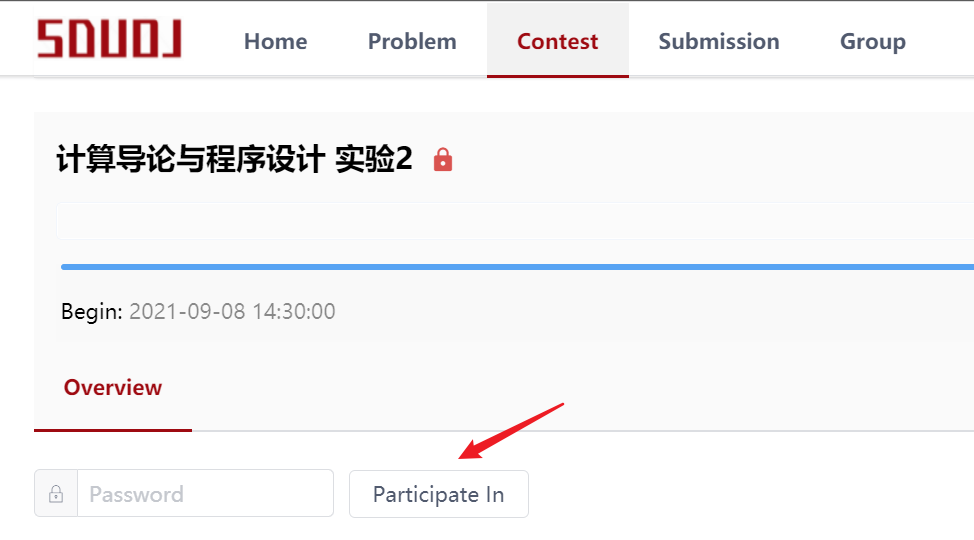 SDUOJ Home Problem Contest Submission Group
计算导论与程序设计 实验2
Begin: 2021-09-08 14:30:00
Overview
Password Participate In